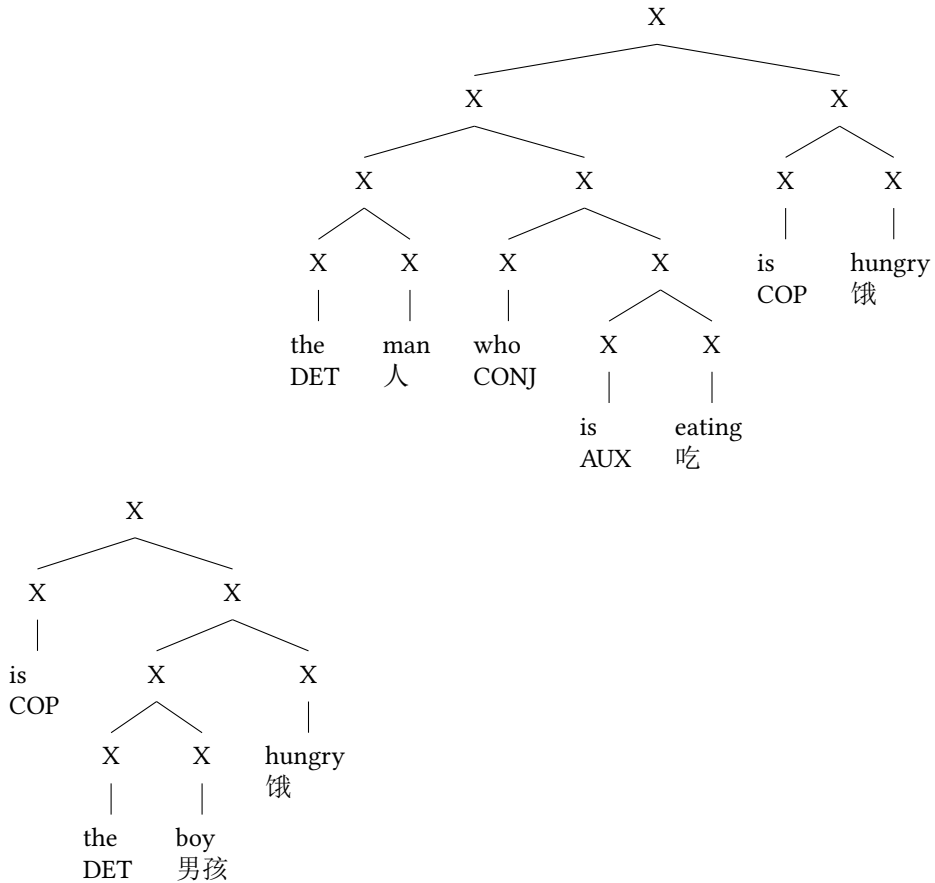 X
X X
X X X X
X X X X is hungry
COP 饿
the man who X X
DET 人 CONJ
is eating
AUX 吃
X
X X
is X X
COP
X X hungry
饿
the boy
DET 男孩